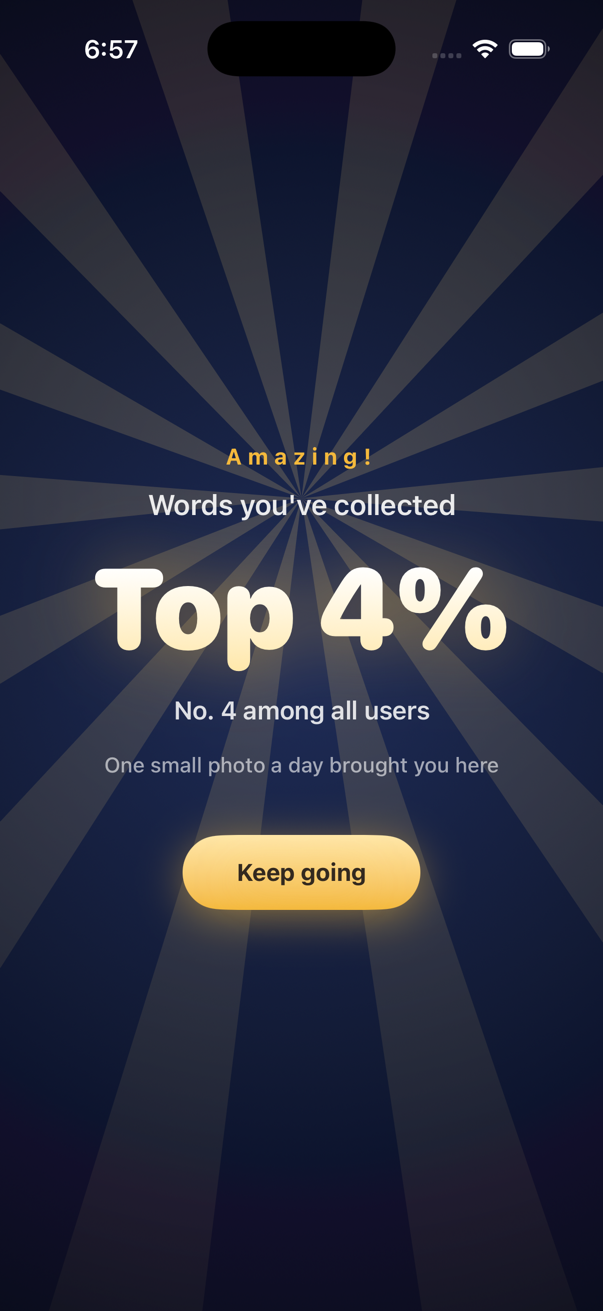 6:57
Amazing!
Words you've collected
Top 4%
No. 4 among all users
One small photo a day brought you here
Keep going